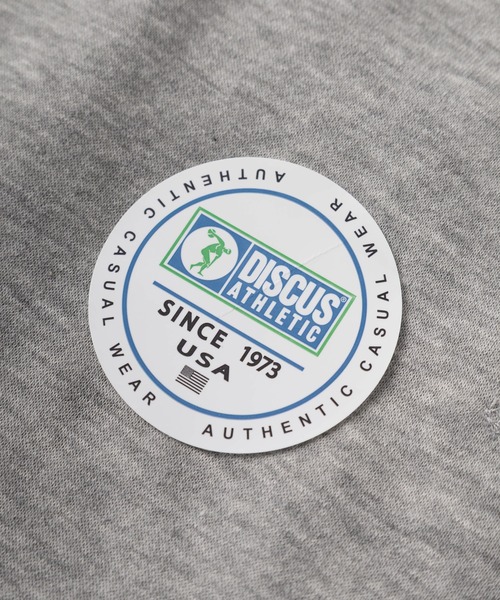 AUTHENTIC CASUAL WEAR
DISCUS®
ATHLETIC
SINCE 1973
USA
AUTHENTIC CASUAL WEAR